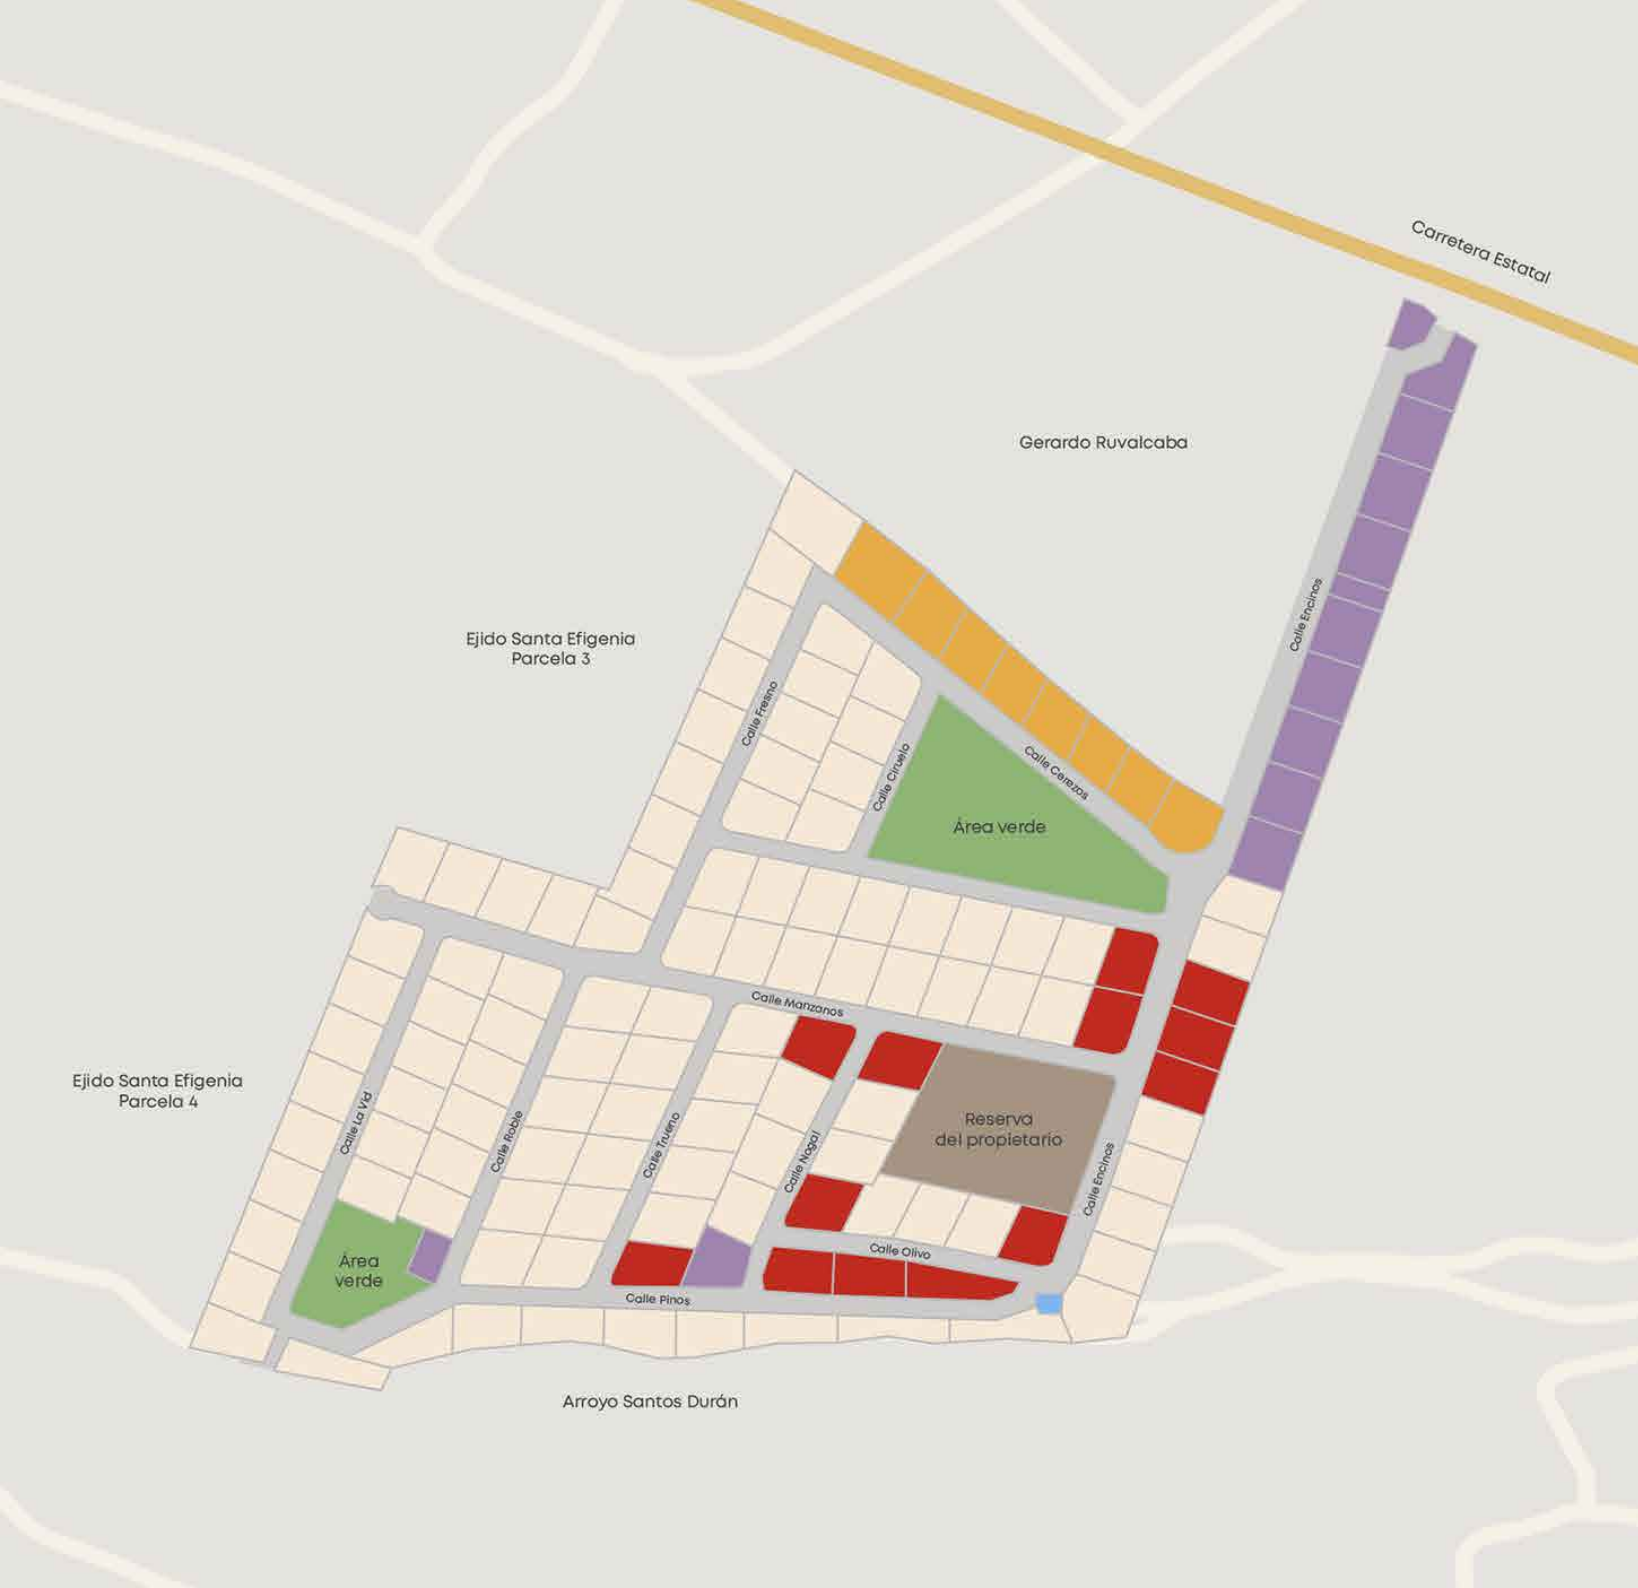 Carretera Estatal
Gerardo Ruvalcaba
Calle Encinos
Ejido Santa Efigenia
Parcela 3
Calle Fresno
Calle Ciruelo
Calle Cerezos
Área verde
Calle Manzanos
Ejido Santa Efigenia
Parcela 4
Calle La Vid
Calle Roble
Calle Trueno
Calle Nogal
Reserva
del propietario
Calle Encinos
Calle Olivo
Área
verde
Calle Pinos
Arroyo Santos Durán